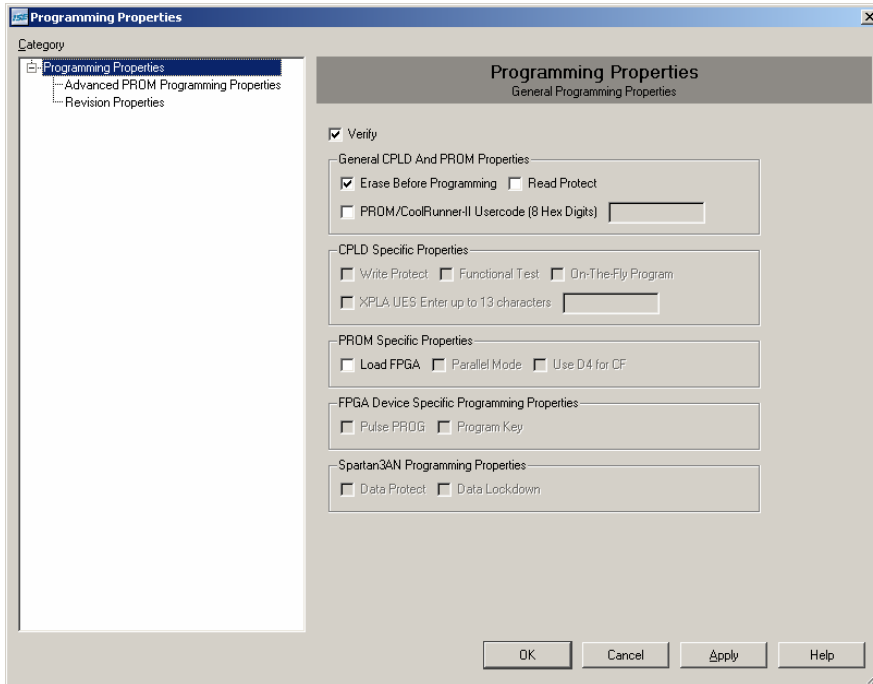 ISE Programming Properties
Category
Programming Properties
Advanced PROM Programming Properties
Revision Properties
Programming Properties
General Programming Properties
Verify
General CPLD And PROM Properties
Erase Before Programming Read Protect
PROM/CoolRunner-II Usercode (8 Hex Digits)
CPLD Specific Properties
Write Protect Functional Test On-The-Fly Program
XPLA UES Enter up to 13 characters
PROM Specific Properties
Load FPGA Parallel Mode Use D4 for CF
FPGA Device Specific Programming Properties
Pulse PROG Program Key
Spartan3AN Programming Properties
Data Protect Data Lockdown
OK Cancel Apply Help